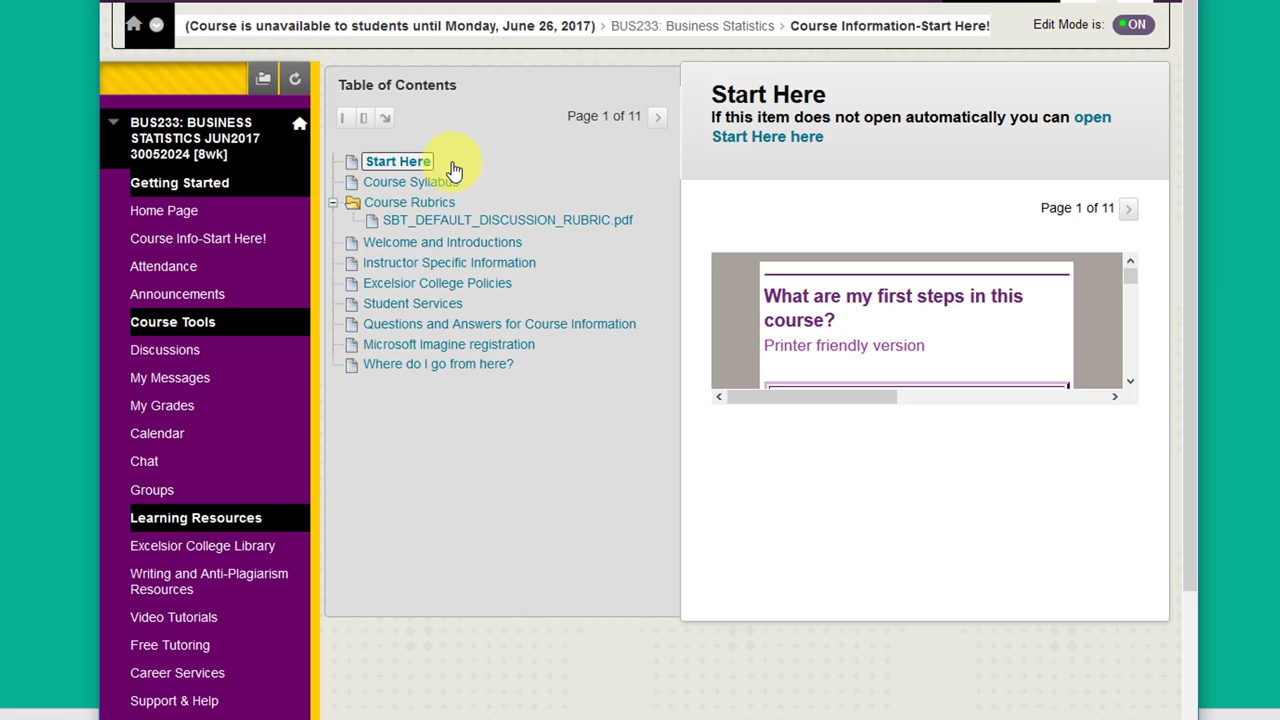 (Course is unavailable to students until Monday, June 26, 2017) > BUS233: Business Statistics > Course Information-Start Here!
Edit Mode is: ON
BUS233: BUSINESS
STATISTICS JUN2017
30052024 [8wk]
Getting Started
Home Page
Course Info-Start Here!
Attendance
Announcements
Course Tools
Discussions
My Messages
My Grades
Calendar
Chat
Groups
Learning Resources
Excelsior College Library
Writing and Anti-Plagiarism
Resources
Video Tutorials
Free Tutoring
Career Services
Support & Help
Table of Contents
Page 1 of 11
Start Here
Course Syllabus
Course Rubrics
SBT_DEFAULT_DISCUSSION_RUBRIC.pdf
Welcome and Introductions
Instructor Specific Information
Excelsior College Policies
Student Services
Questions and Answers for Course Information
Microsoft Imagine registration
Where do I go from here?
Start Here
If this item does not open automatically you can open
Start Here here
Page 1 of 11
What are my first steps in this
course?
Printer friendly version